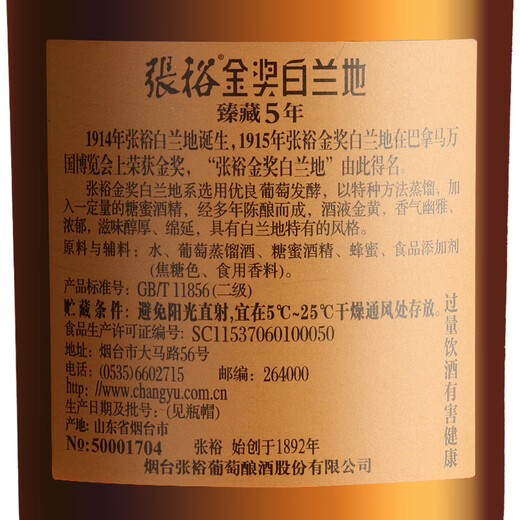 張裕®金奖白兰地
臻藏5年
1914年张裕白兰地诞生，1915年张裕金奖白兰地在巴拿马万
国博览会上荣获金奖，“张裕金奖白兰地”由此得名。
张裕金奖白兰地系选用优良葡萄发酵，以特种方法蒸馏，加
入一定量的糖蜜酒精，经多年陈酿而成，酒液金黄，香气幽雅、
浓郁，滋味醇厚、绵延，具有白兰地特有的风格。
原料与辅料：水、葡萄蒸馏酒、糖蜜酒精、蜂蜜、食品添加剂
(焦糖色、食用香料)。
产品标准号：GB/T 11856 (二级)
贮藏条件：避免阳光直射,宜在5℃~25℃干燥通风处存放。
食品生产许可证编号：SC11537060100050
地址：烟台市大马路56号
电话：(0535)6602715 邮编：264000
http://www.changyu.com.cn
生产日期及批号：(见瓶帽)
产地:山东省烟台市
No:50001704 张裕 始创于1892年
烟台张裕葡萄酿酒股份有限公司
过量饮酒有害健康